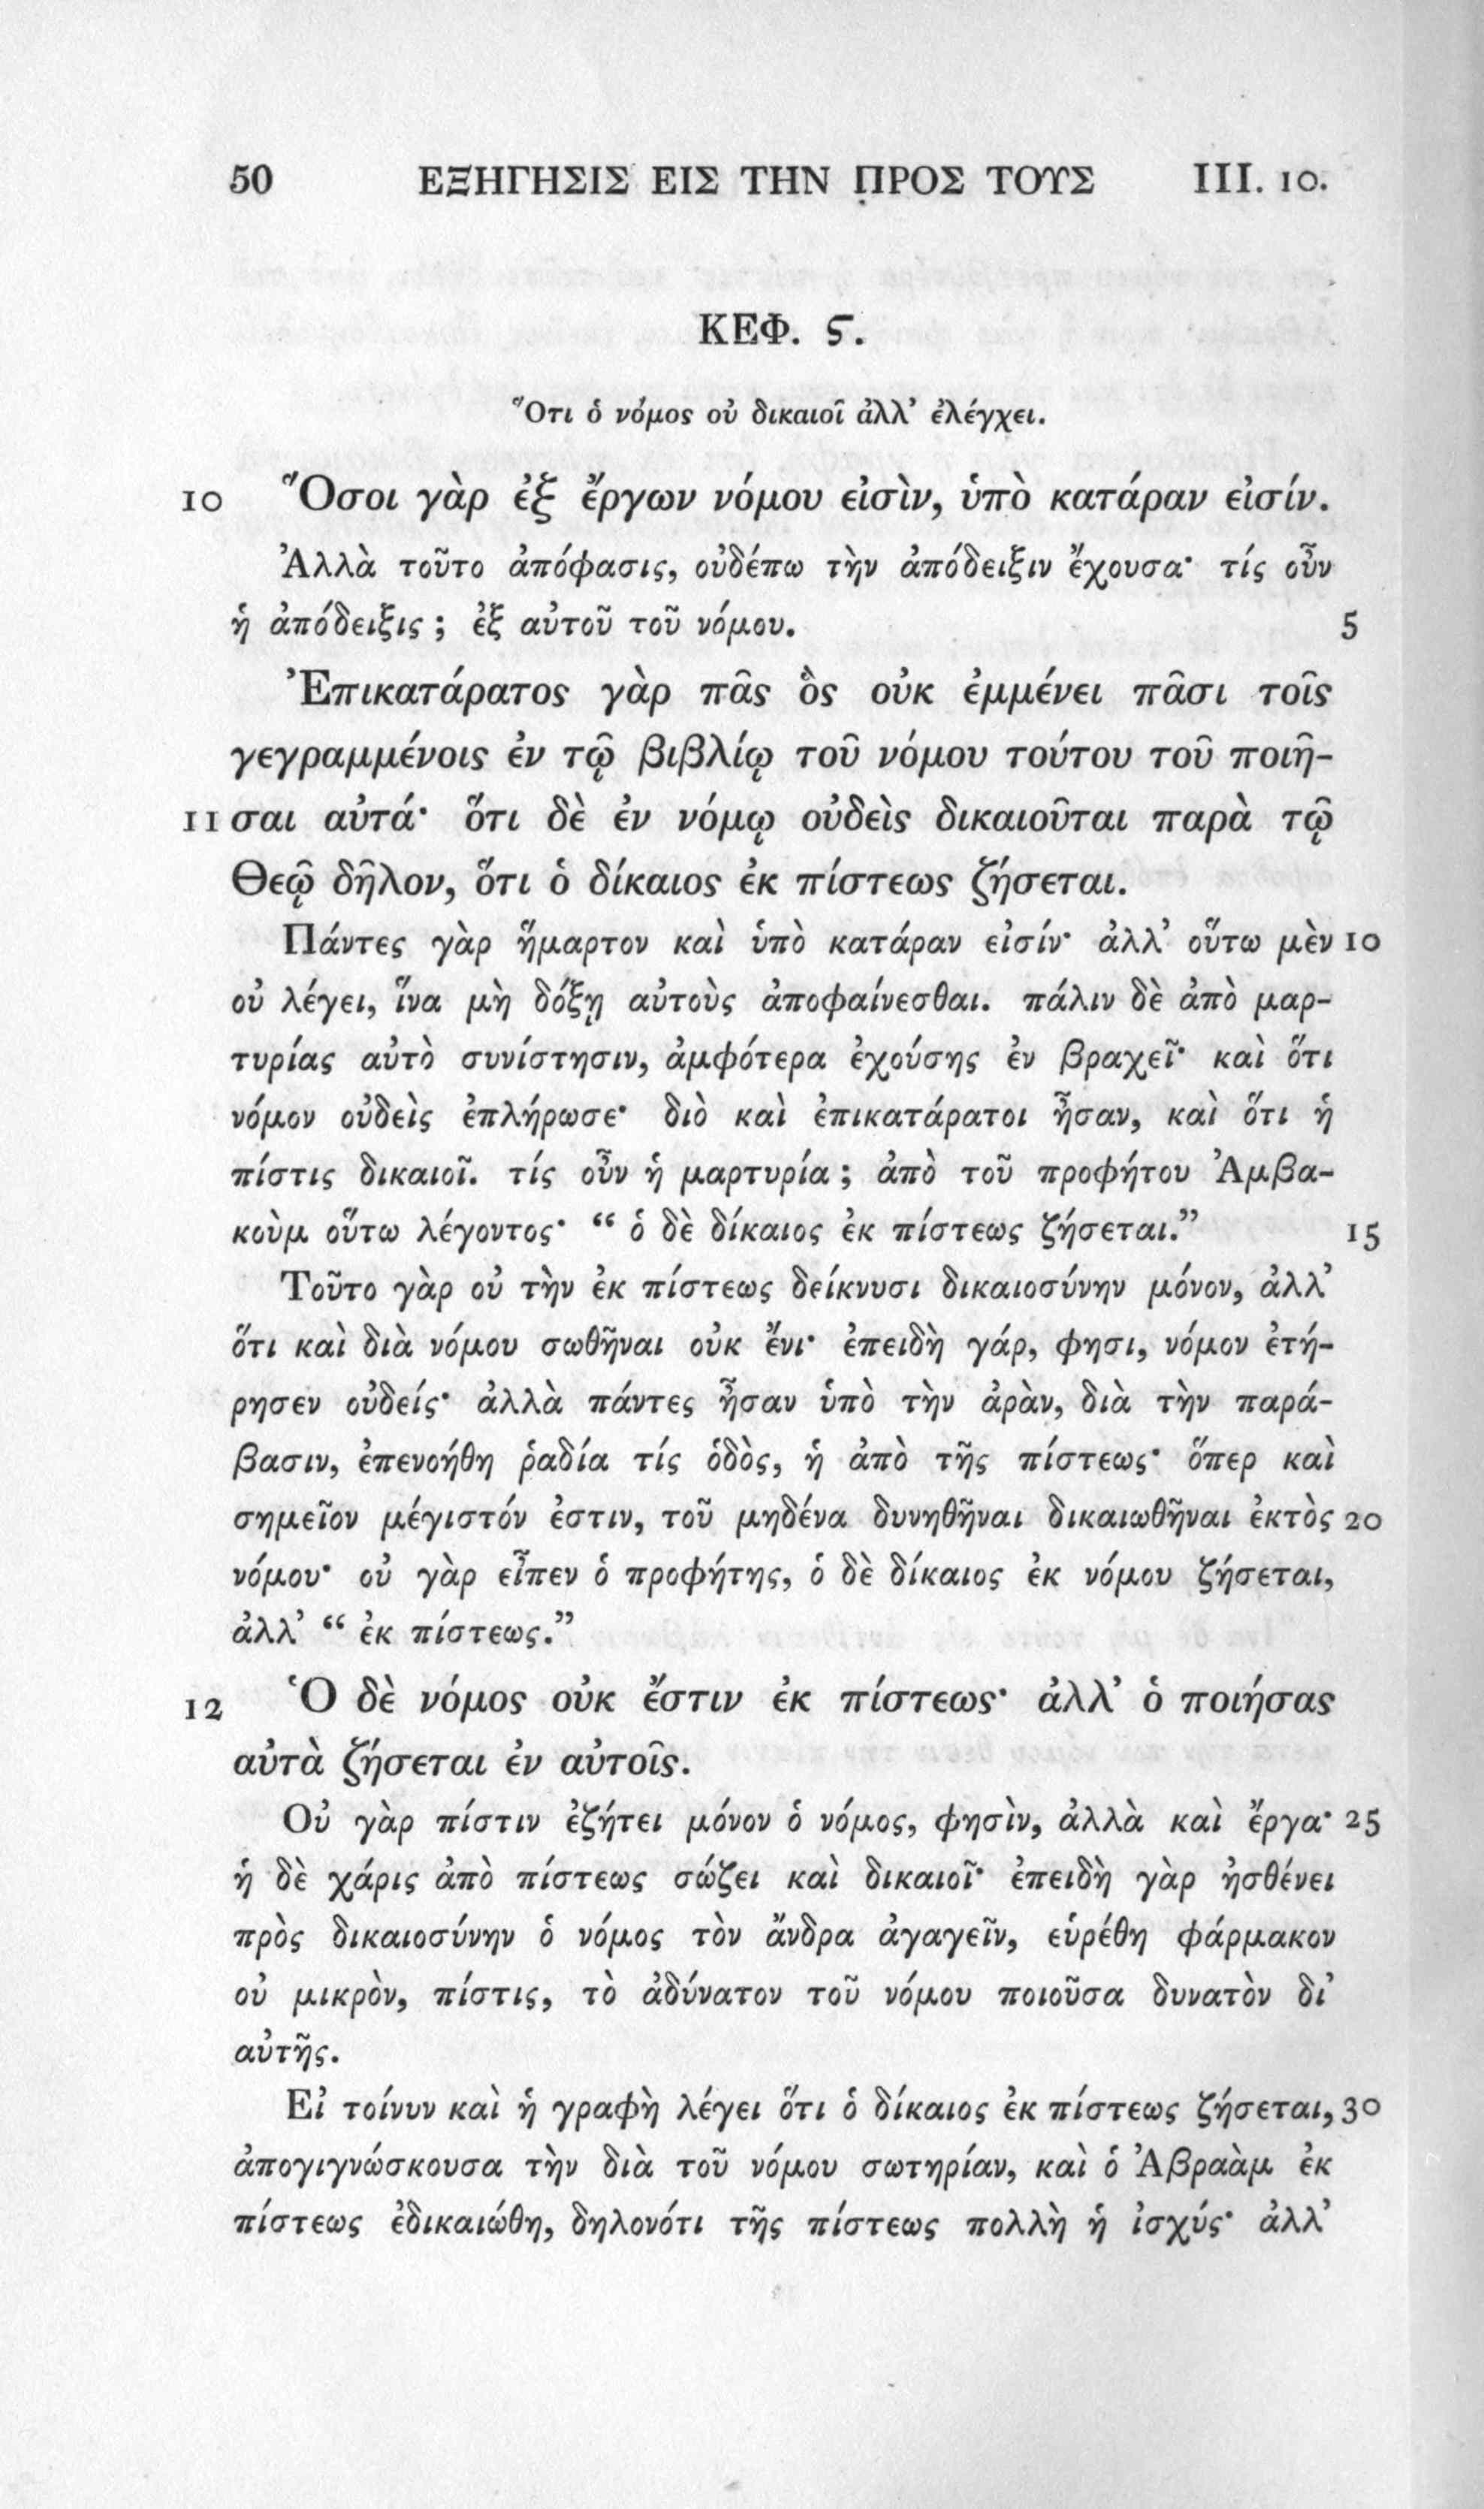 50 ΕΞΗΓΗΣΙΣ ΕΙΣ ΤΗΝ ΠΡΟΣ ΤΟΥΣ III. 10.
ΚΕΦ. ϛ.
Ὅτι ὁ νόμος οὐ δικαιοῖ ἀλλ’ ἐλέγχει.
10 Ὅσοι γὰρ ἐξ ἔργων νόμου εἰσὶν, ὑπὸ κατάραν εἰσίν.
Ἀλλὰ τοῦτο ἀπόφασις, οὐδέπω τὴν ἀπόδειξιν ἔχουσα· τίς οὖν
ἡ ἀπόδειξις ; ἐξ αὐτοῦ τοῦ νόμου. 5
Ἐπικατάρατος γὰρ πᾶς ὃς οὐκ ἐμμένει πᾶσι τοῖς
γεγραμμένοις ἐν τῷ βιβλίῳ τοῦ νόμου τούτου τοῦ ποιῆ-
11 σαι αὐτά· ὅτι δὲ ἐν νόμῳ οὐδεὶς δικαιοῦται παρὰ τῷ
Θεῷ δῆλον, ὅτι ὁ δίκαιος ἐκ πίστεως ζήσεται.
Πάντες γὰρ ἥμαρτον καὶ ὑπὸ κατάραν εἰσίν· ἀλλ’ οὕτω μὲν 10
οὐ λέγει, ἵνα μὴ δόξῃ αὐτοὺς ἀποφαίνεσθαι. πάλιν δὲ ἀπὸ μαρ-
τυρίας αὐτὸ συνίστησιν, ἀμφότερα ἐχούσης ἐν βραχεῖ· καὶ ὅτι
νόμον οὐδεὶς ἐπλήρωσε· διὸ καὶ ἐπικατάρατοι ἦσαν, καὶ ὅτι ἡ
πίστις δικαιοῖ. τίς οὖν ἡ μαρτυρία ; ἀπὸ τοῦ προφήτου Ἀμβα-
κοὺμ οὕτω λέγοντος· “ ὁ δὲ δίκαιος ἐκ πίστεως ζήσεται.” 15
Τοῦτο γὰρ οὐ τὴν ἐκ πίστεως δείκνυσι δικαιοσύνην μόνον, ἀλλ’
ὅτι καὶ διὰ νόμου σωθῆναι οὐκ ἔνι· ἐπειδὴ γάρ, φησι, νόμον ἐτή-
ρησεν οὐδείς· ἀλλὰ πάντες ἦσαν ὑπὸ τὴν ἀρὰν, διὰ τὴν παρά-
βασιν, ἐπενοήθη ῥαδία τίς ὁδὸς, ἡ ἀπὸ τῆς πίστεως· ὅπερ καὶ
σημεῖον μέγιστόν ἐστιν, τοῦ μηδένα δυνηθῆναι δικαιωθῆναι ἐκτὸς 20
νόμου· οὐ γὰρ εἶπεν ὁ προφήτης, ὁ δὲ δίκαιος ἐκ νόμου ζήσεται,
ἀλλ’ “ ἐκ πίστεως.”
12 Ὁ δὲ νόμος οὐκ ἔστιν ἐκ πίστεως· ἀλλ’ ὁ ποιήσας
αὐτὰ ζήσεται ἐν αὐτοῖς.
Οὐ γὰρ πίστιν ἐζήτει μόνον ὁ νόμος, φησὶν, ἀλλὰ καὶ ἔργα· 25
ἡ δὲ χάρις ἀπὸ πίστεως σώζει καὶ δικαιοῖ· ἐπειδὴ γὰρ ἠσθένει
πρὸς δικαιοσύνην ὁ νόμος τὸν ἄνδρα ἀγαγεῖν, εὑρέθη φάρμακον
οὐ μικρὸν, πίστις, τὸ ἀδύνατον τοῦ νόμου ποιοῦσα δυνατὸν δι’
αὐτῆς.
Εἰ τοίνυν καὶ ἡ γραφὴ λέγει ὅτι ὁ δίκαιος ἐκ πίστεως ζήσεται, 30
ἀπογιγνώσκουσα τὴν διὰ τοῦ νόμου σωτηρίαν, καὶ ὁ Ἀβραὰμ ἐκ
πίστεως ἐδικαιώθη, δηλονότι τῆς πίστεως πολλὴ ἡ ἰσχύς· ἀλλ’